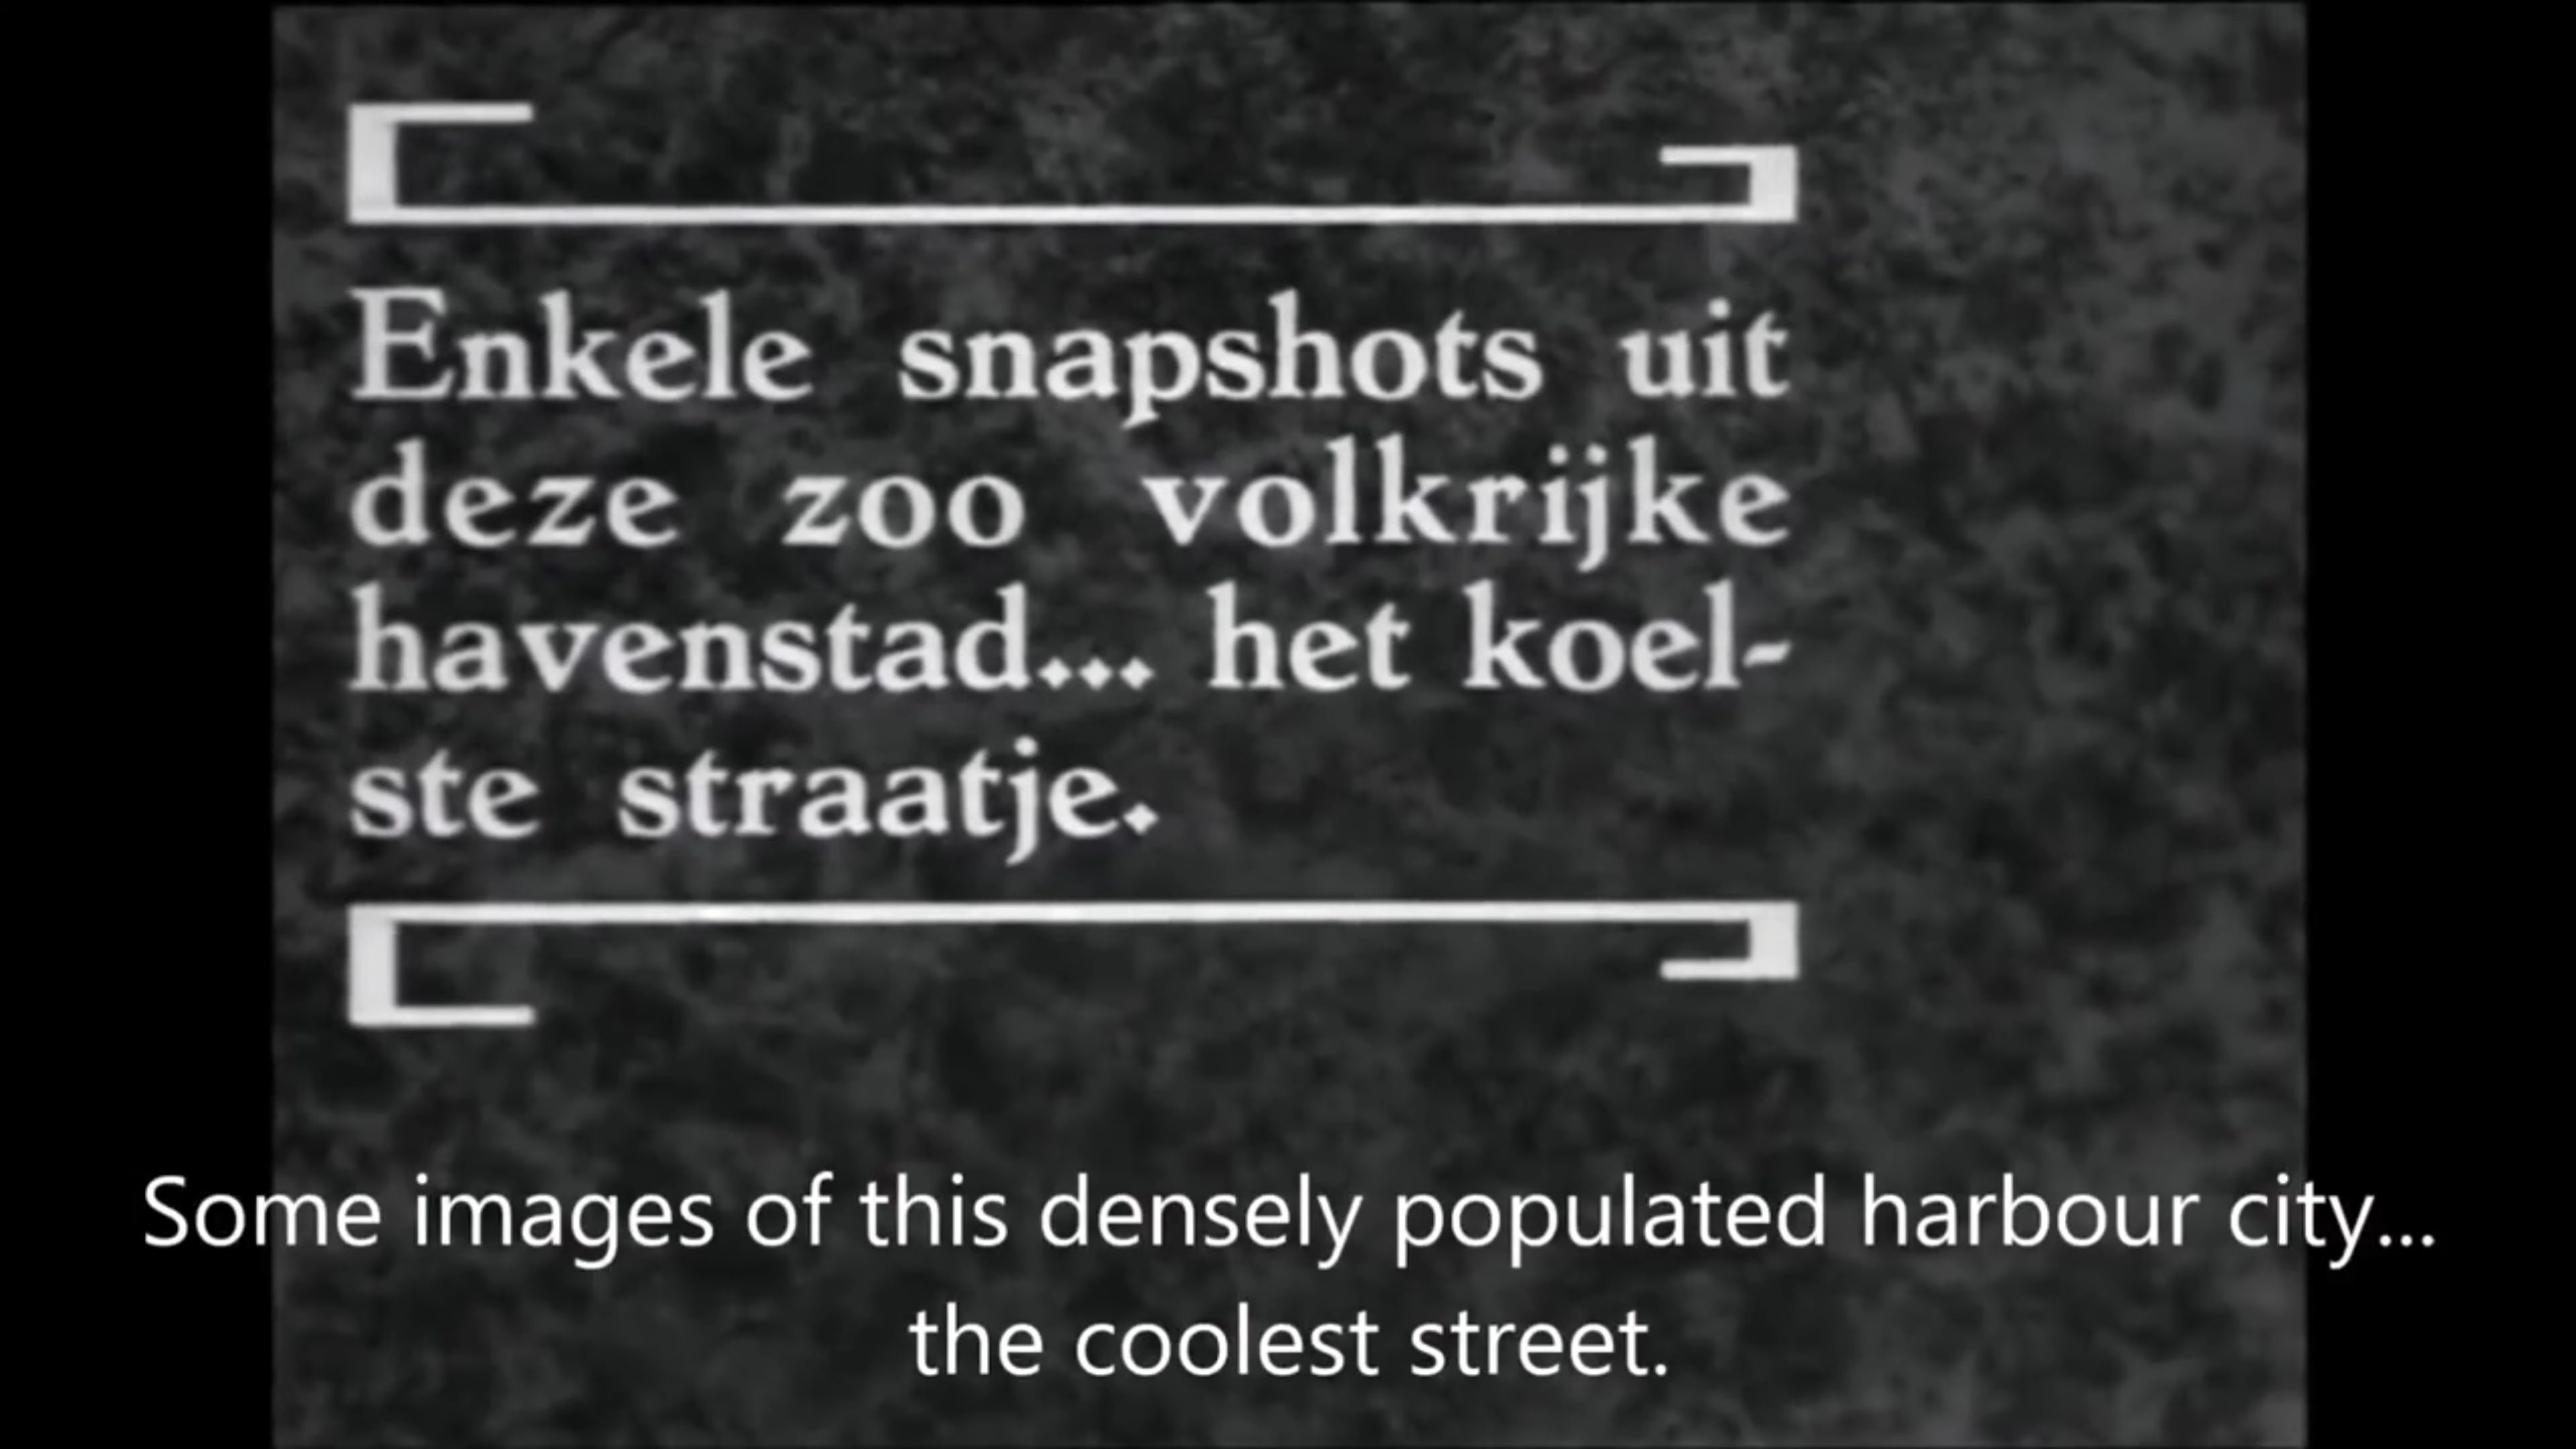 Enkele snapshots uit
deze zoo volkrijke
havenstad... het koel-
ste straatje.
Some images of this densely populated harbour city...
the coolest street.